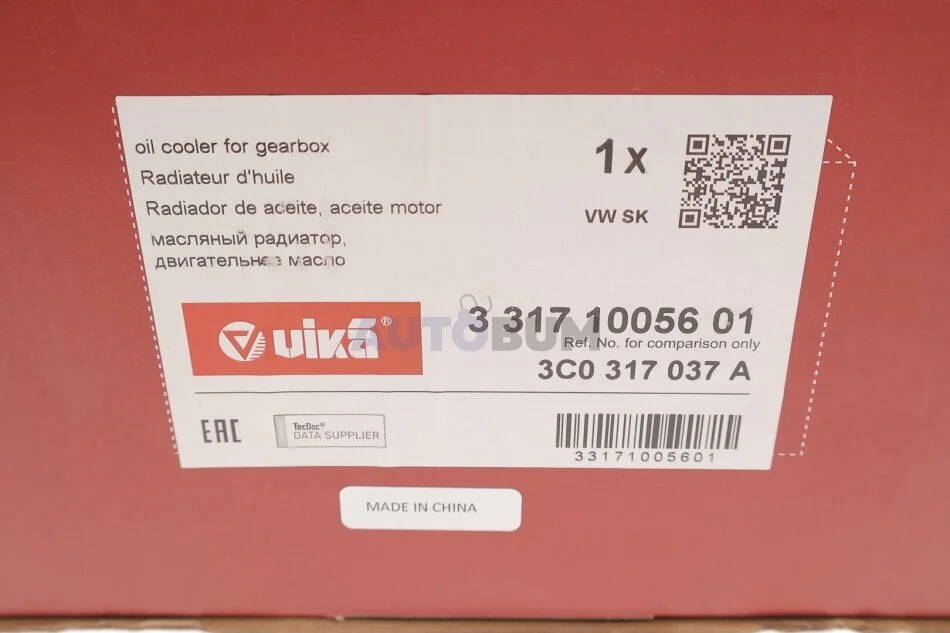 oil cooler for gearbox
Radiateur d'huile
Radiador de aceite, aceite motor
масляный радиатор,
двигательное масло
1 x
VW SK
vika®
AUTOBUM
3 317 10056 01
Ref. No. for comparison only
3C0 317 037 A
EAC
TecDoc®
DATA SUPPLIER
33171005601
MADE IN CHINA